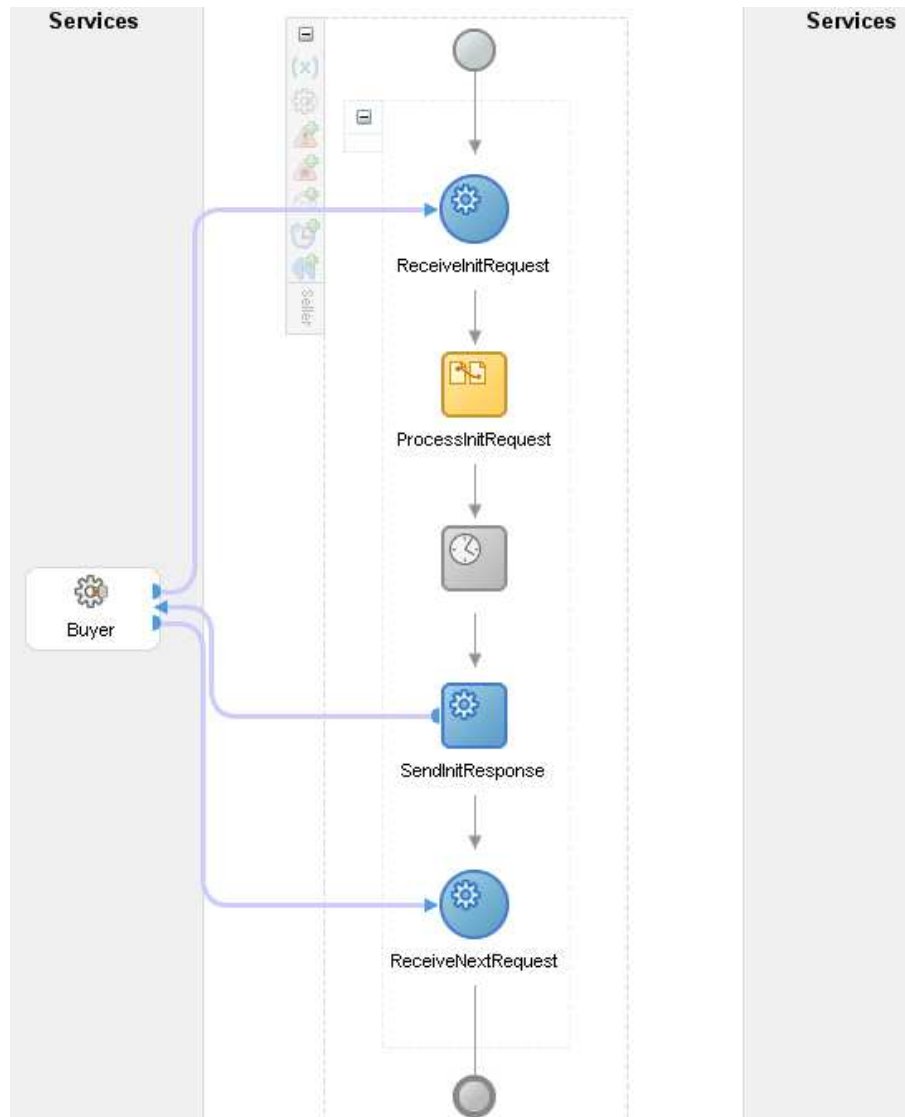 Services
Services
Seller
ReceiveInitRequest
ProcessInitRequest
Buyer
SendInitResponse
ReceiveNextRequest